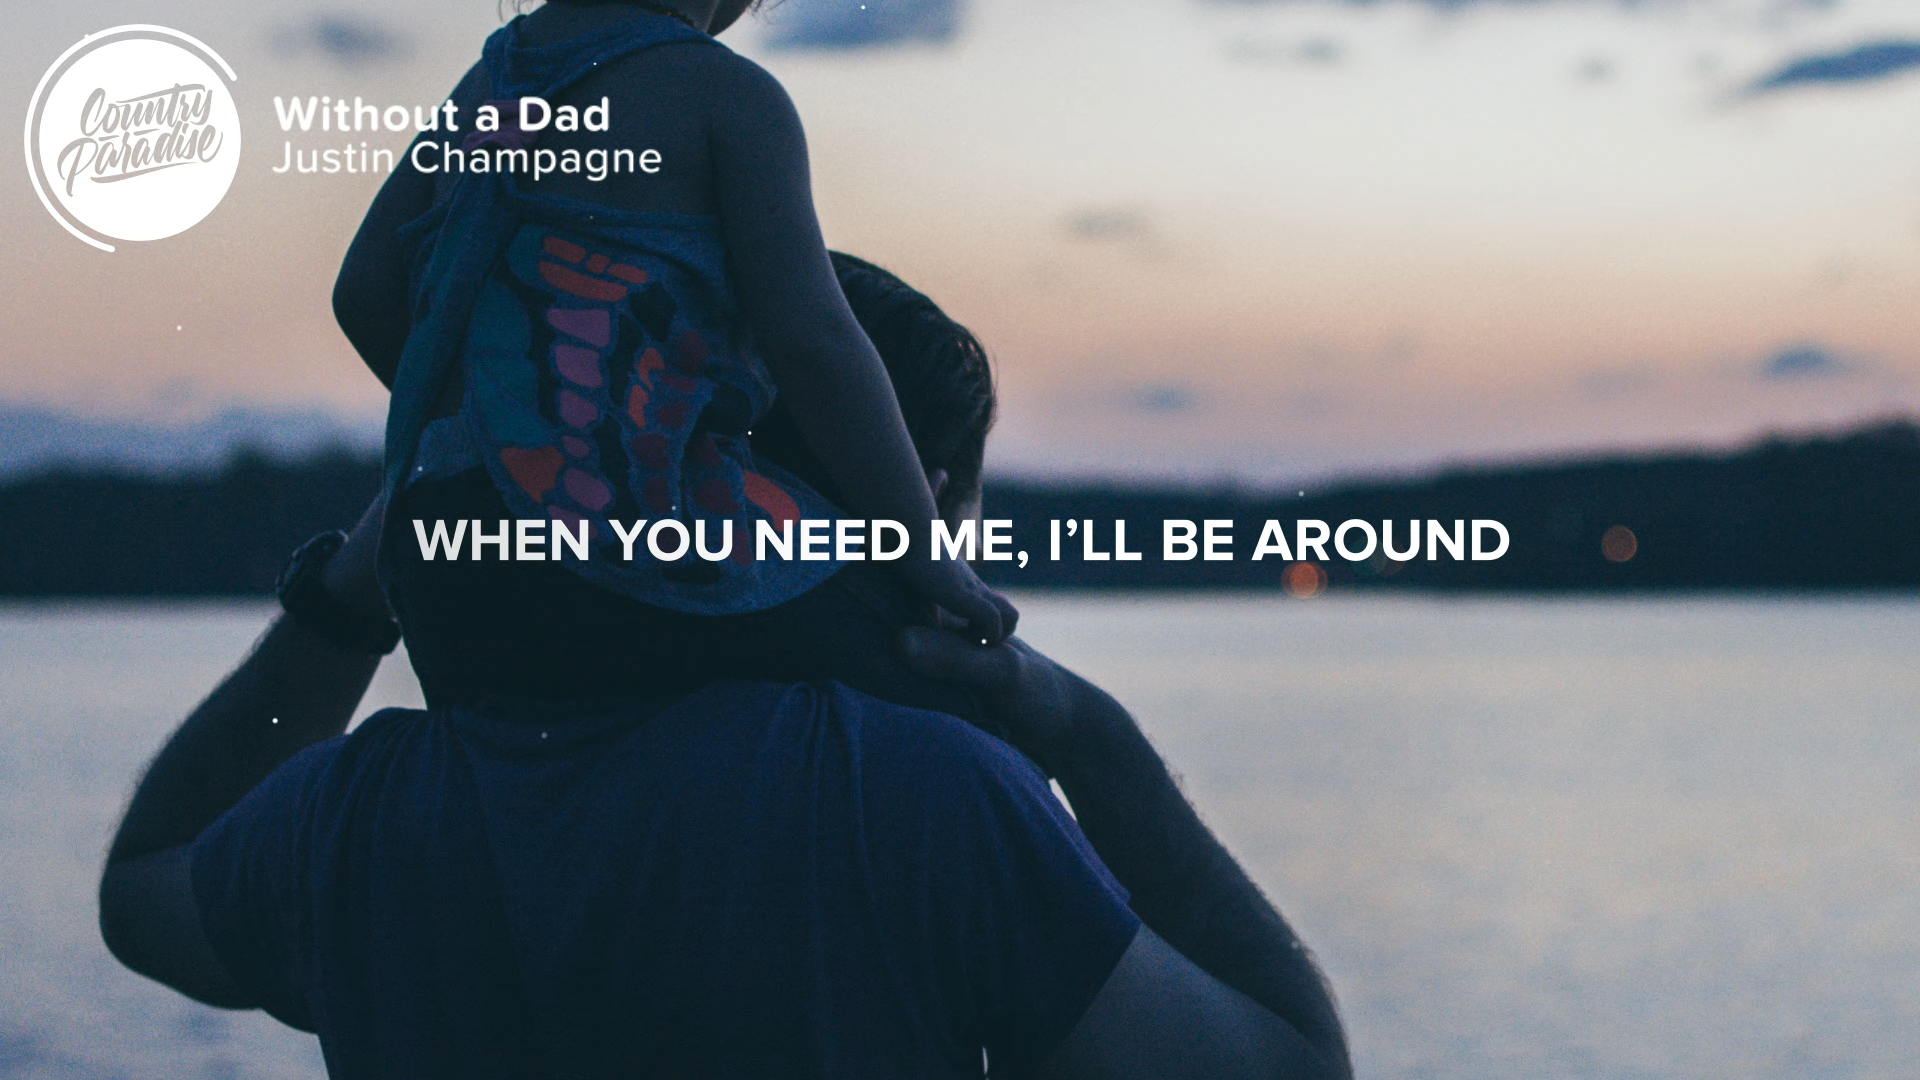 Country
Paradise
Without a Dad
Justin Champagne
WHEN YOU NEED ME, I’LL BE AROUND